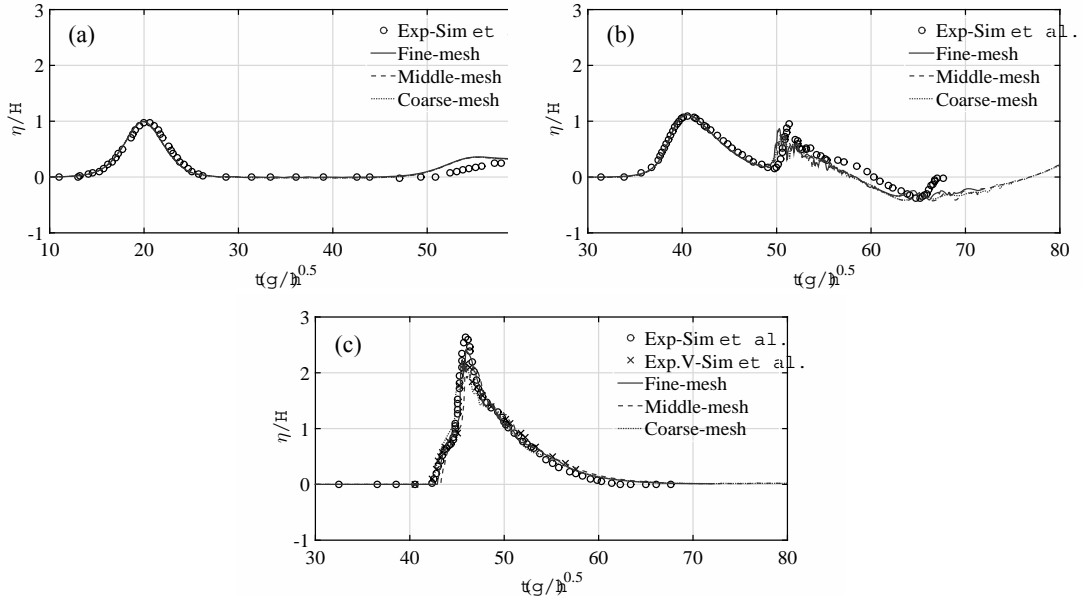 (a)
Exp-Sim et
Fine-mesh
Middle-mesh
Coarse-mesh
η/H
3
2
1
0
-1
10 20 30 40 50
t(g/h)^0.5
(b)
Exp-Sim et al.
Fine-mesh
Middle-mesh
Coarse-mesh
η/H
3
2
1
0
-1
30 40 50 60 70 80
t(g/h)^0.5
(c)
Exp-Sim et al.
Exp.V-Sim et al.
Fine-mesh
Middle-mesh
Coarse-mesh
η/H
3
2
1
0
-1
30 40 50 60 70 80
t(g/h)^0.5